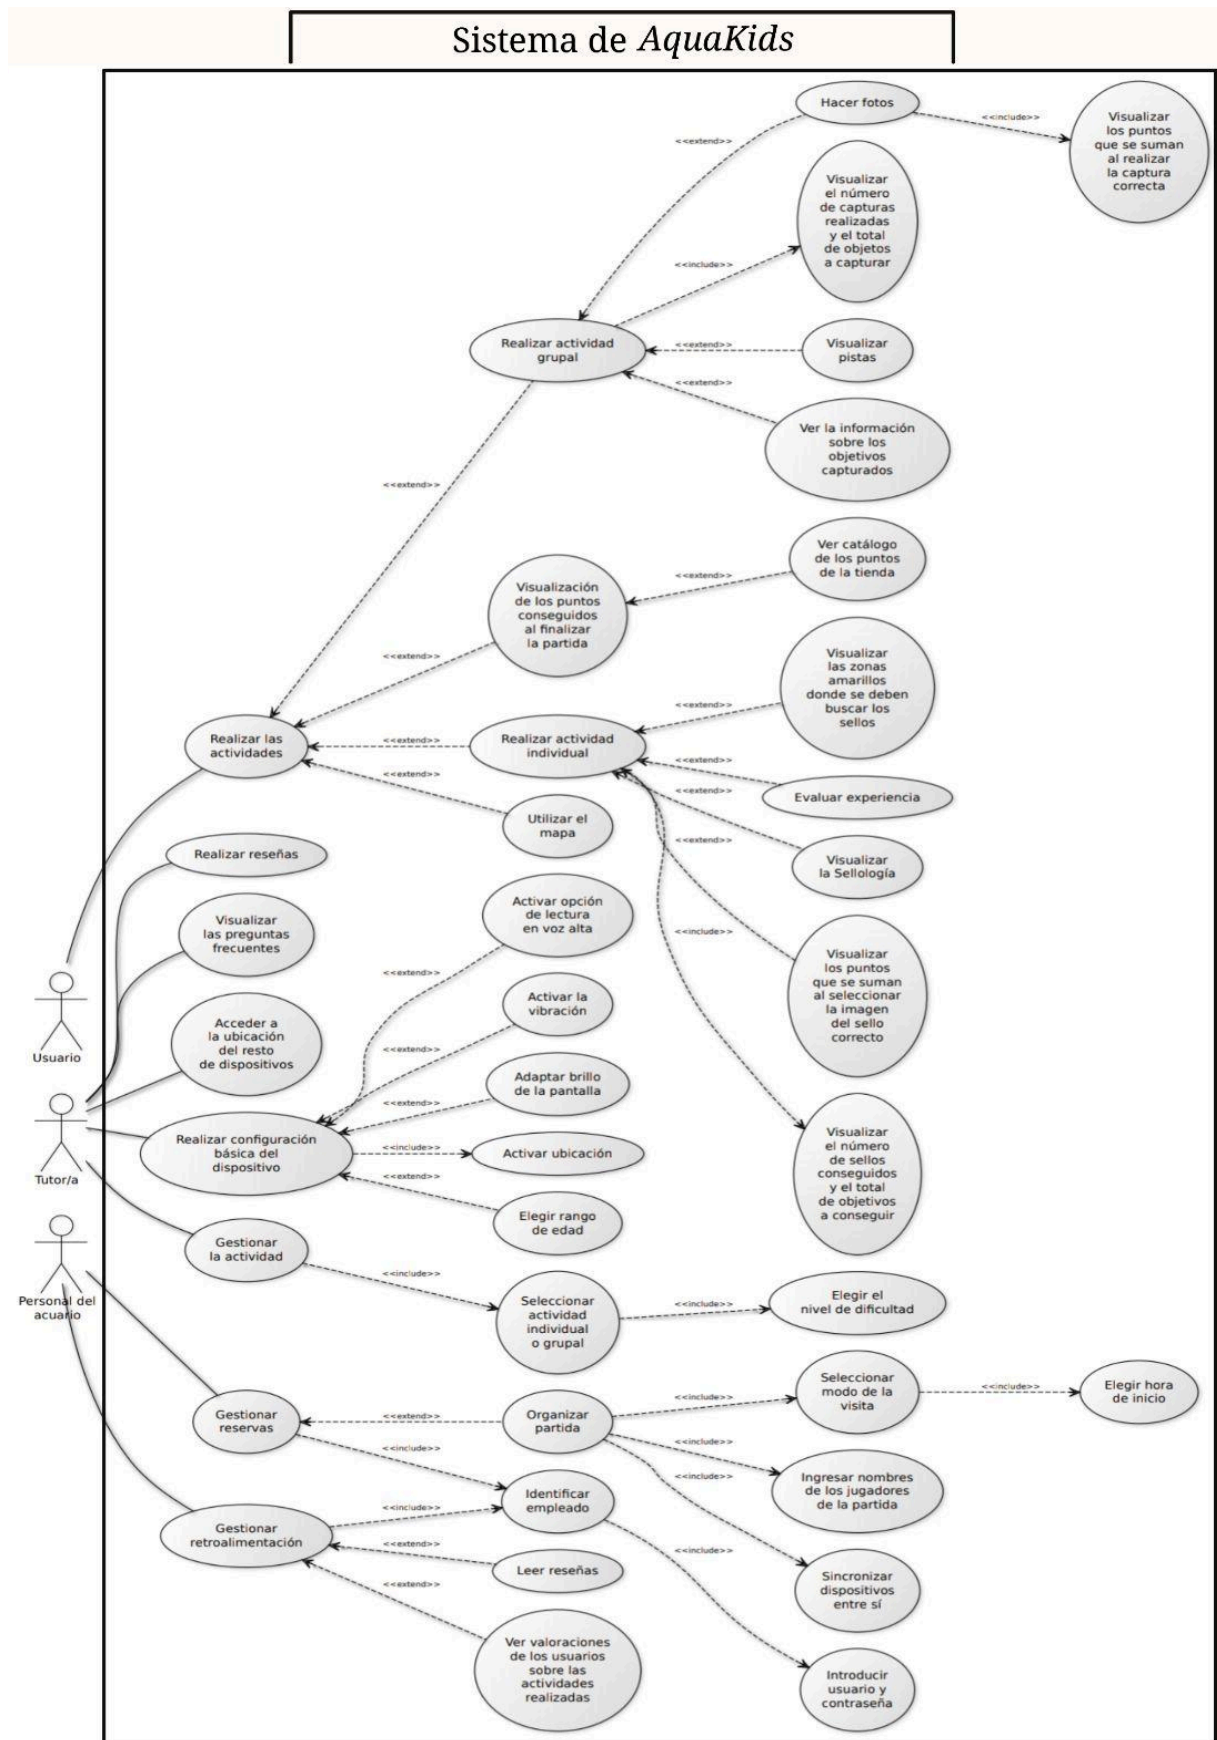 Sistema de AquaKids
Hacer fotos
<<include>>
Visualizar
los puntos
que se suman
al realizar
la captura
correcta
<<extend>>
Visualizar
el número
de capturas
realizadas
y el total
de objetos
a capturar
<<include>>
Realizar actividad
grupal
<<extend>>
Visualizar
pistas
<<extend>>
Ver la información
sobre los
objetivos
capturados
<<extend>>
Ver catálogo
de los puntos
de la tienda
<<extend>>
Visualización
de los puntos
conseguidos
al finalizar
la partida
<<extend>>
Visualizar
las zonas
amarillos
donde se deben
buscar los
sellos
<<extend>>
Realizar las
actividades
<<extend>>
Realizar actividad
individual
<<extend>>
Evaluar experiencia
<<extend>>
Utilizar el
mapa
<<extend>>
Visualizar
la Sellología
<<extend>>
Realizar reseñas
Visualizar
las preguntas
frecuentes
Activar opción
de lectura
en voz alta
<<extend>>
<<include>>
Visualizar
los puntos
que se suman
al seleccionar
la imagen
del sello
correcto
Usuario
Acceder a
la ubicación
del resto
de dispositivos
Activar la
vibración
<<extend>>
Adaptar brillo
de la pantalla
<<extend>>
Tutor/a
Realizar configuración
básica del
dispositivo
<<include>>
Activar ubicación
Visualizar
el número
de sellos
conseguidos
y el total
de objetivos
a conseguir
<<extend>>
Elegir rango
de edad
Gestionar
la actividad
<<include>>
Seleccionar
actividad
individual
o grupal
<<include>>
Elegir el
nivel de dificultad
Personal del
acuario
Gestionar
reservas
<<extend>>
Organizar
partida
<<include>>
Seleccionar
modo de la
visita
<<include>>
Elegir hora
de inicio
<<include>>
Identificar
empleado
<<include>>
Ingresar nombres
de los jugadores
de la partida
<<include>>
Gestionar
retroalimentación
<<include>>
<<extend>>
Leer reseñas
<<include>>
Sincronizar
dispositivos
entre sí
<<extend>>
Ver valoraciones
de los usuarios
sobre las
actividades
realizadas
Introducir
usuario y
contraseña